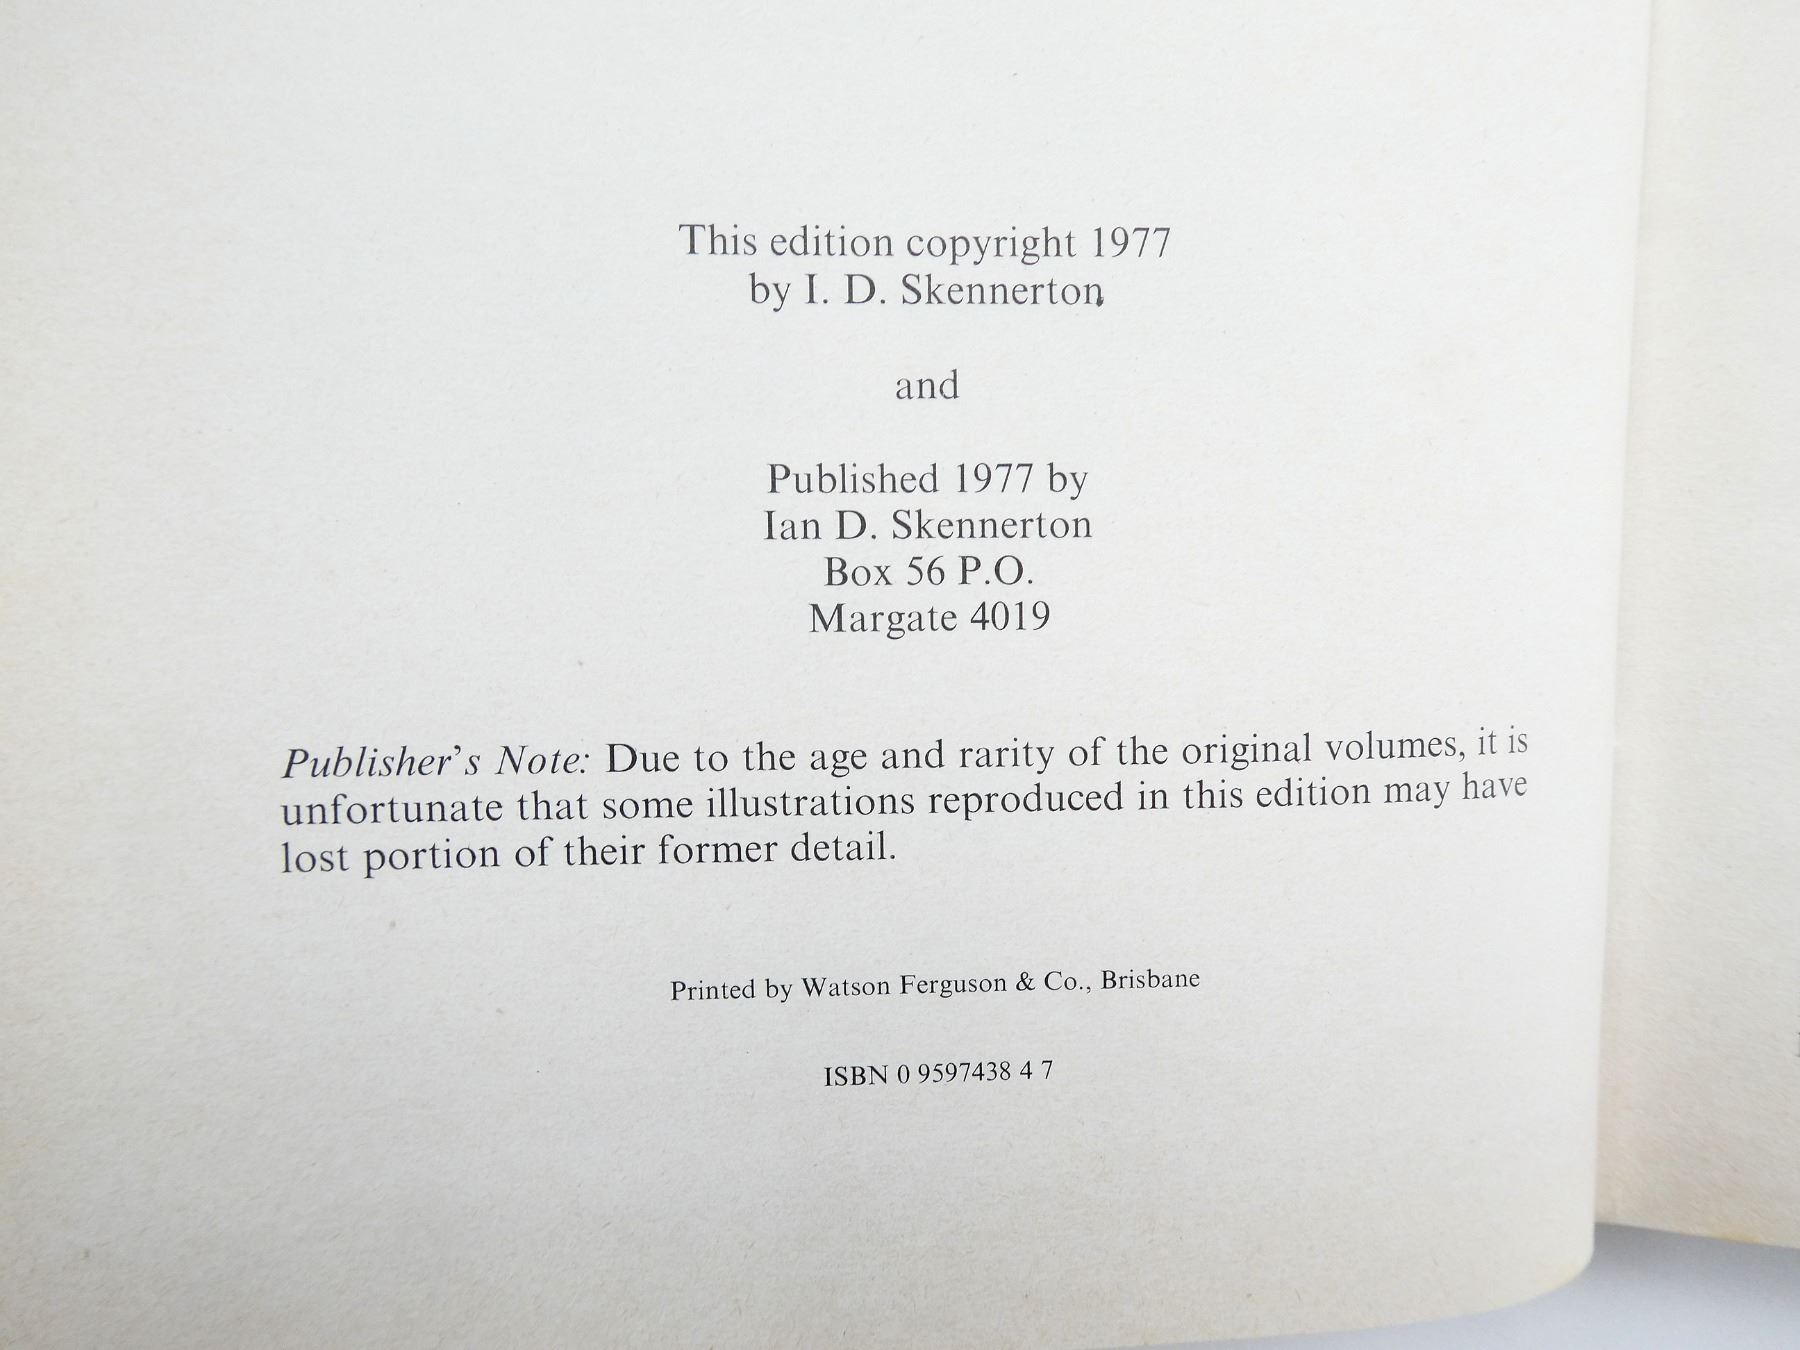 This edition copyright 1977
by I. D. Skennerton
and
Published 1977 by
Ian D. Skennerton
Box 56 P.O.
Margate 4019
Publisher's Note: Due to the age and rarity of the original volumes, it is
unfortunate that some illustrations reproduced in this edition may have
lost portion of their former detail.
Printed by Watson Ferguson & Co., Brisbane
ISBN 0 9597438 4 7